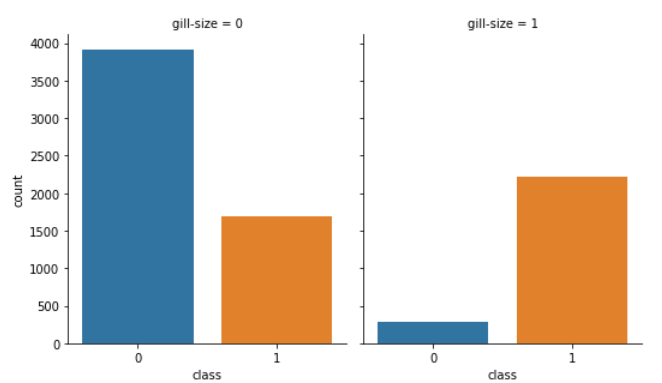 gill-size = 0
gill-size = 1
4000
3500
3000
2500
2000
1500
1000
500
0
count
0 1
class
0 1
class